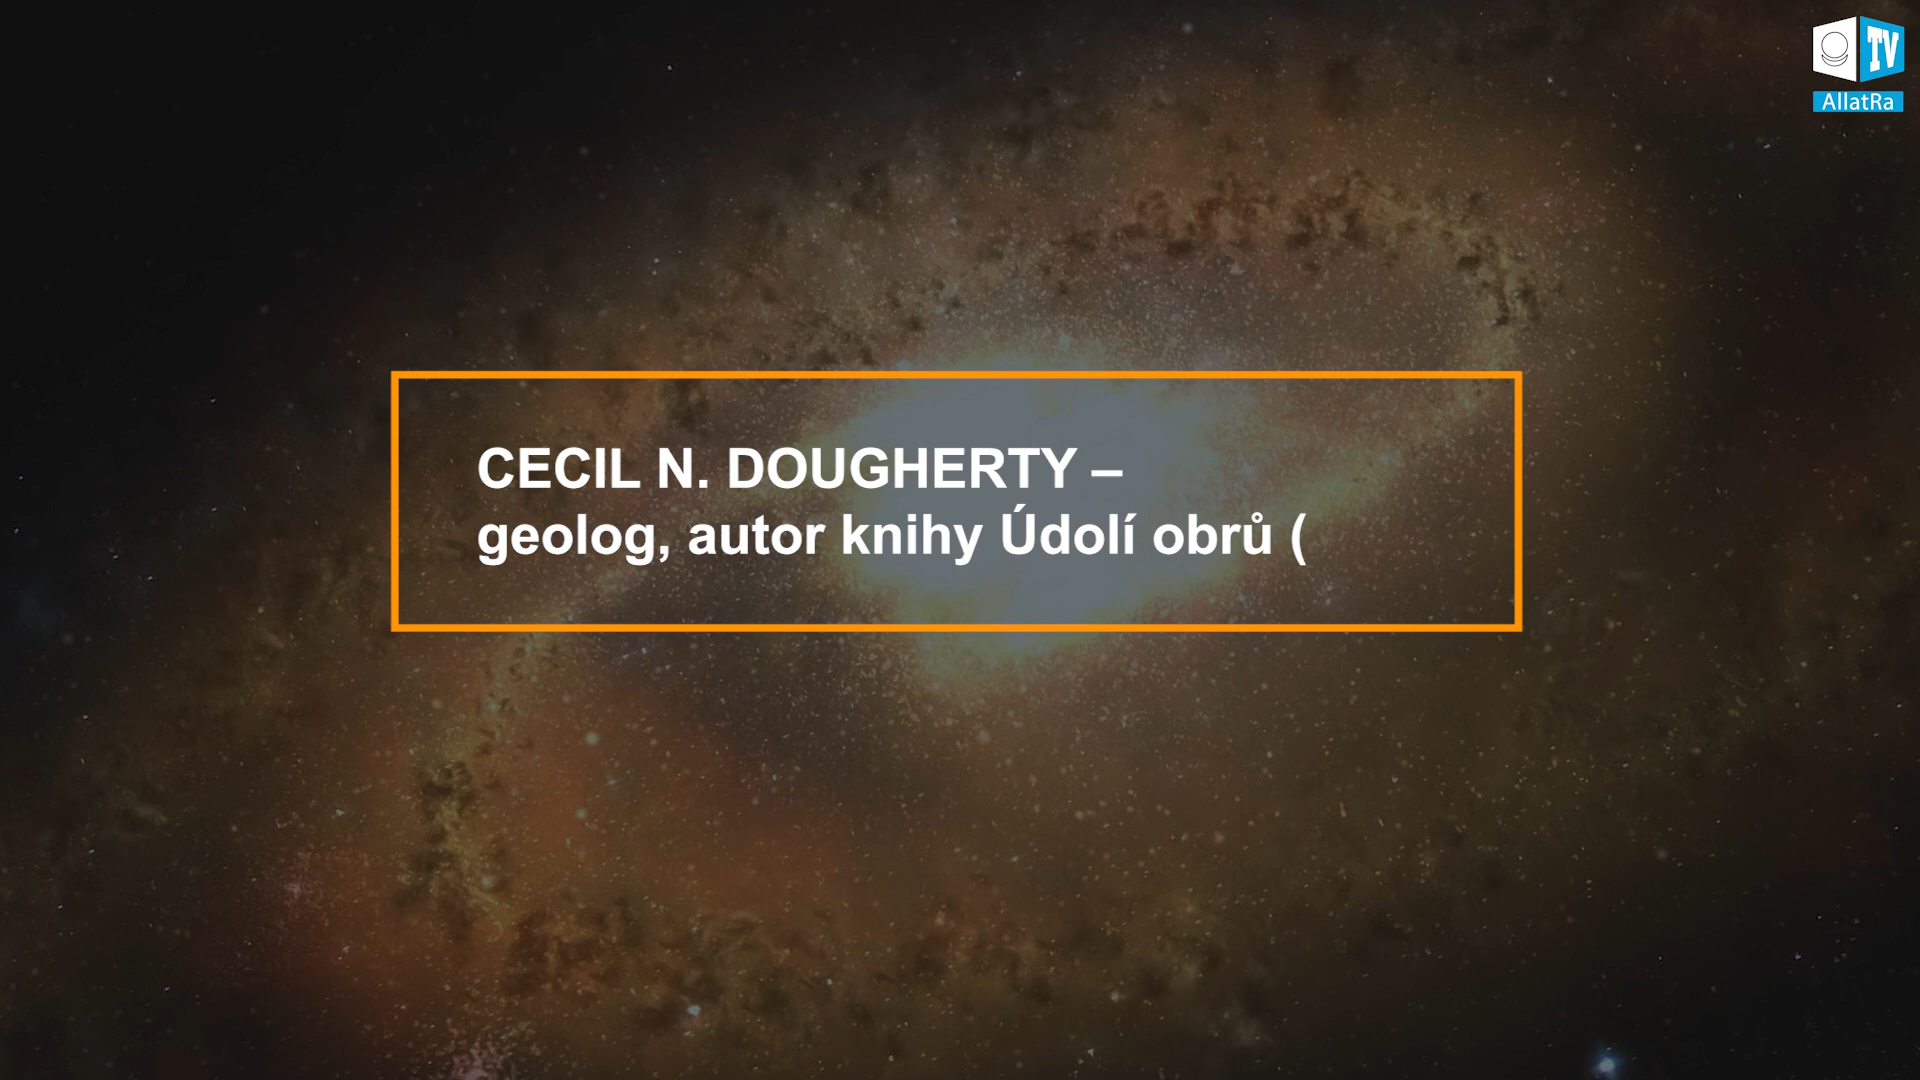 TV
AllatRa
CECIL N. DOUGHERTY –
geolog, autor knihy Údolí obrů (